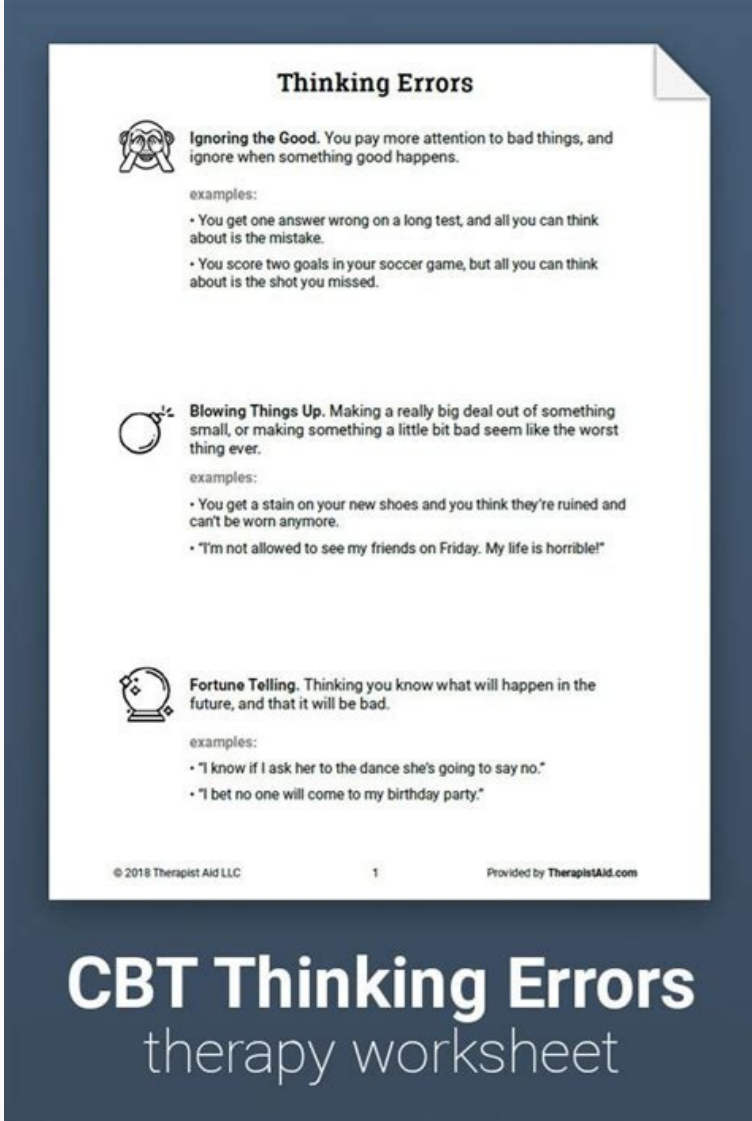 Thinking Errors
Ignoring the Good. You pay more attention to bad things, and
ignore when something good happens.
examples:
• You get one answer wrong on a long test, and all you can think
about is the mistake.
• You score two goals in your soccer game, but all you can think
about is the shot you missed.
Blowing Things Up. Making a really big deal out of something
small, or making something a little bit bad seem like the worst
thing ever.
examples:
• You get a stain on your new shoes and you think they're ruined and
can't be worn anymore.
• "I'm not allowed to see my friends on Friday. My life is horrible!"
Fortune Telling. Thinking you know what will happen in the
future, and that it will be bad.
examples:
• "I know if I ask her to the dance she's going to say no."
• "I bet no one will come to my birthday party."
© 2018 Therapist Aid LLC 1 Provided by TherapistAid.com
CBT Thinking Errors
therapy worksheet